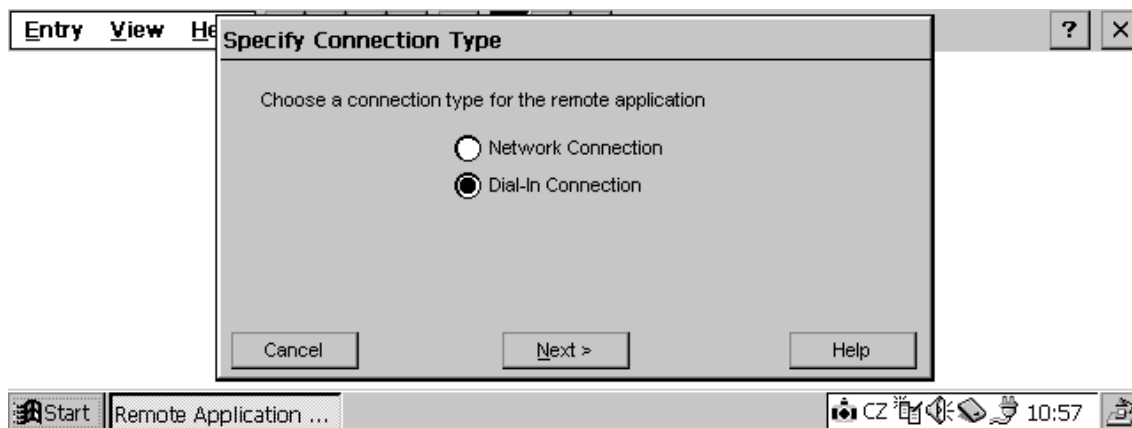 Entry View He
Specify Connection Type
? ×
Choose a connection type for the remote application
Network Connection
Dial-In Connection
Cancel Next > Help
Start Remote Application ... CZ 10:57